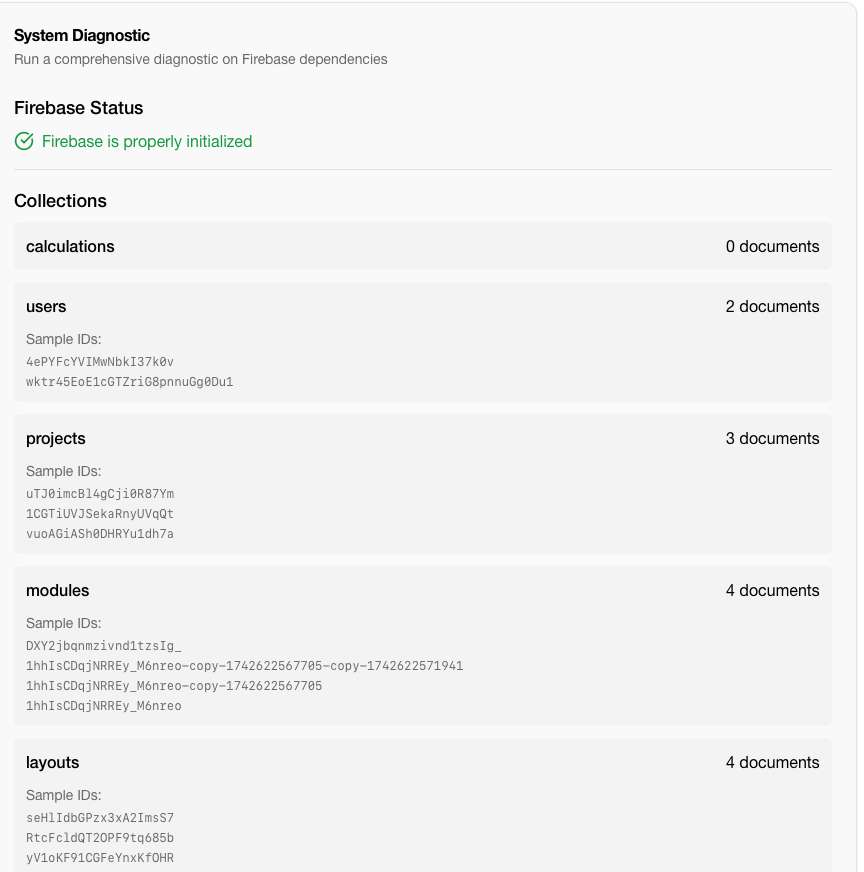 System Diagnostic
Run a comprehensive diagnostic on Firebase dependencies
Firebase Status
Firebase is properly initialized
Collections
calculations 0 documents
users 2 documents
Sample IDs:
4ePYFcYVIMwNbkI37k0v
wktr45EoE1cGTZriG8pnnuGg0Du1
projects 3 documents
Sample IDs:
uTJ0imcBl4gCji0R87Ym
1CGTiUVJSekaRnyUVqQt
vuoAGiASh0DHRYu1dh7a
modules 4 documents
Sample IDs:
DXY2jbqnmzivnd1tzsIg_
1hhIsCDqjNRREy_M6nreo-copy-1742622567705-copy-1742622571941
1hhIsCDqjNRREy_M6nreo-copy-1742622567705
1hhIsCDqjNRREy_M6nreo
layouts 4 documents
Sample IDs:
seHlIdbGPzx3xA2ImsS7
RtcFcldQT2OPF9tq685b
yV1oKF91CGFeYnxKfOHR